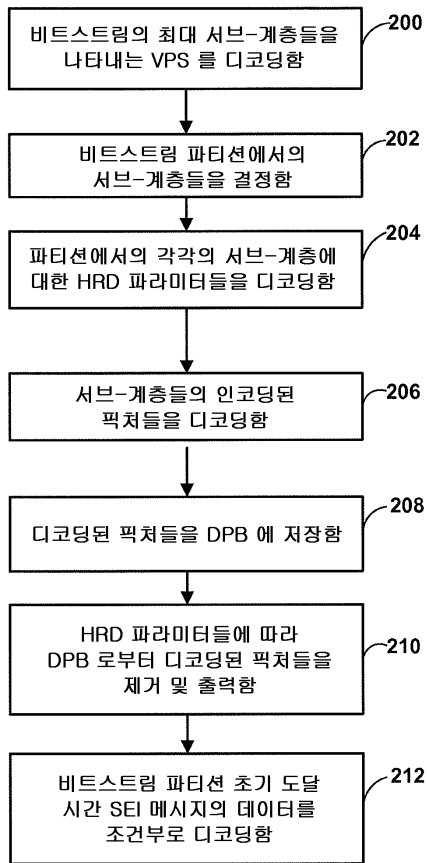 비트스트림의 최대 서브-계층들을
나타내는 VPS 를 디코딩함
200
비트스트림 파티션에서의
서브-계층들을 결정함
202
파티션에서의 각각의 서브-계층에
대한 HRD 파라미터들을 디코딩함
204
서브-계층들의 인코딩된
픽처들을 디코딩함
206
디코딩된 픽처들을 DPB 에 저장함
208
HRD 파라미터들에 따라
DPB 로부터 디코딩된 픽처들을
제거 및 출력함
210
비트스트림 파티션 초기 도달
시간 SEI 메시지의 데이터를
조건부로 디코딩함
212